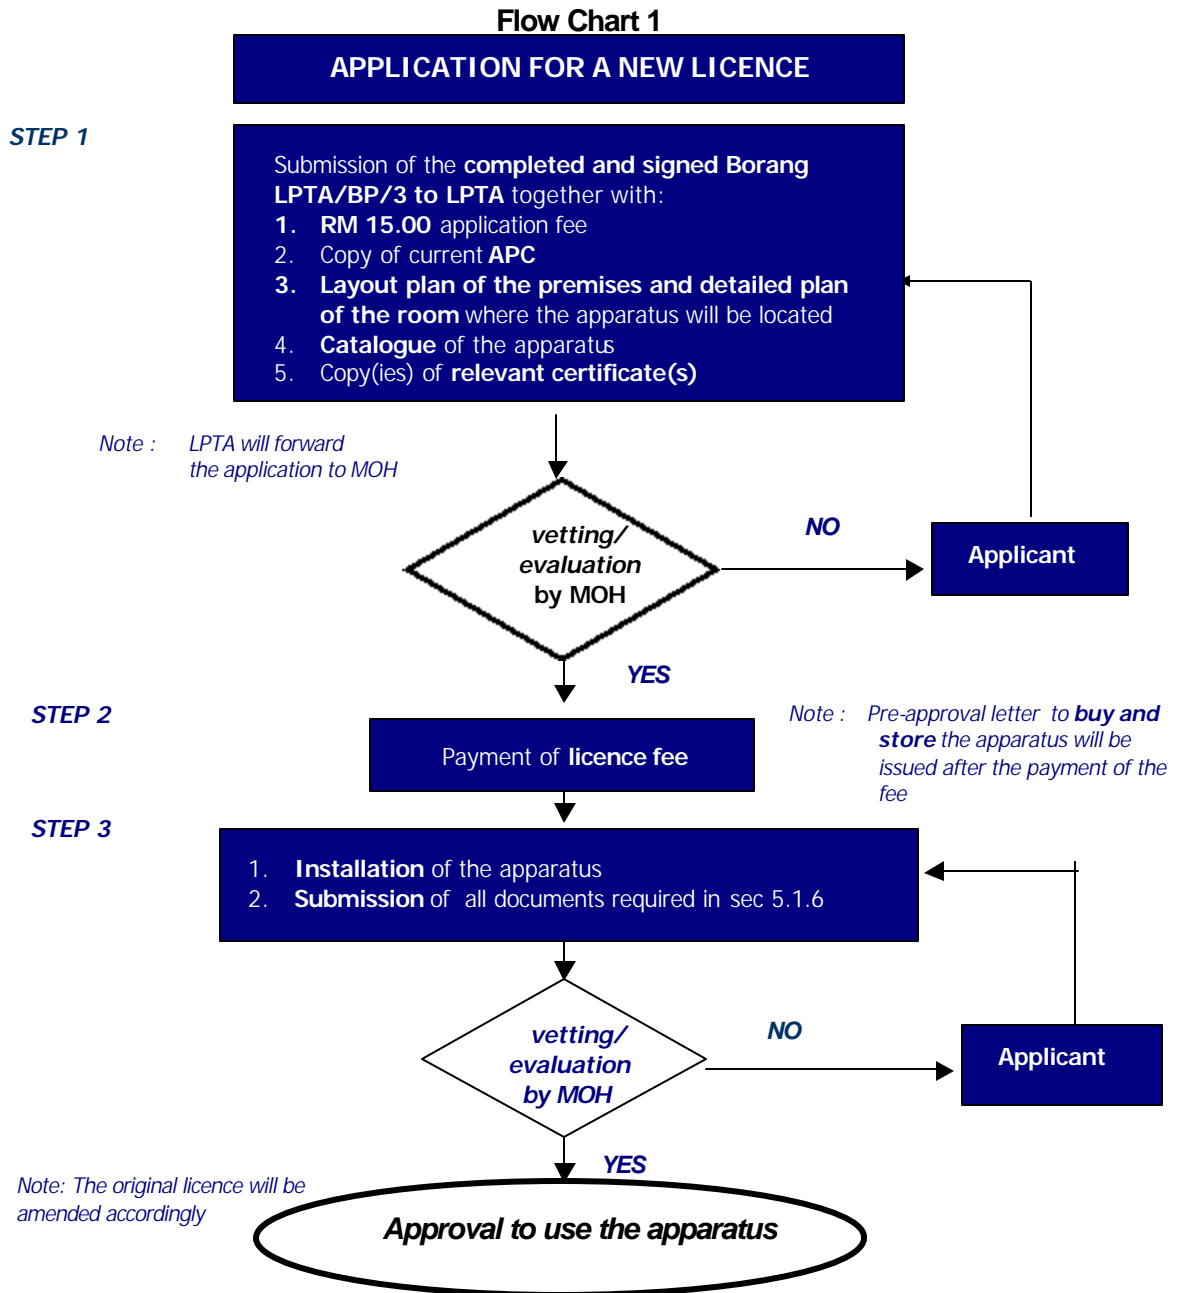 Flow Chart 1
APPLICATION FOR A NEW LICENCE
STEP 1
Submission of the completed and signed Borang
LPTA/BP/3 to LPTA together with:
1. RM 15.00 application fee
2. Copy of current APC
3. Layout plan of the premises and detailed plan
of the room where the apparatus will be located
4. Catalogue of the apparatus
5. Copy(ies) of relevant certificate(s)
Note : LPTA will forward
the application to MOH
vetting/
evaluation
by MOH
NO
Applicant
YES
STEP 2
Payment of licence fee
Note : Pre-approval letter to buy and
store the apparatus will be
issued after the payment of the
fee
STEP 3
1. Installation of the apparatus
2. Submission of all documents required in sec 5.1.6
vetting/
evaluation
by MOH
NO
Applicant
YES
Note: The original licence will be
amended accordingly
Approval to use the apparatus